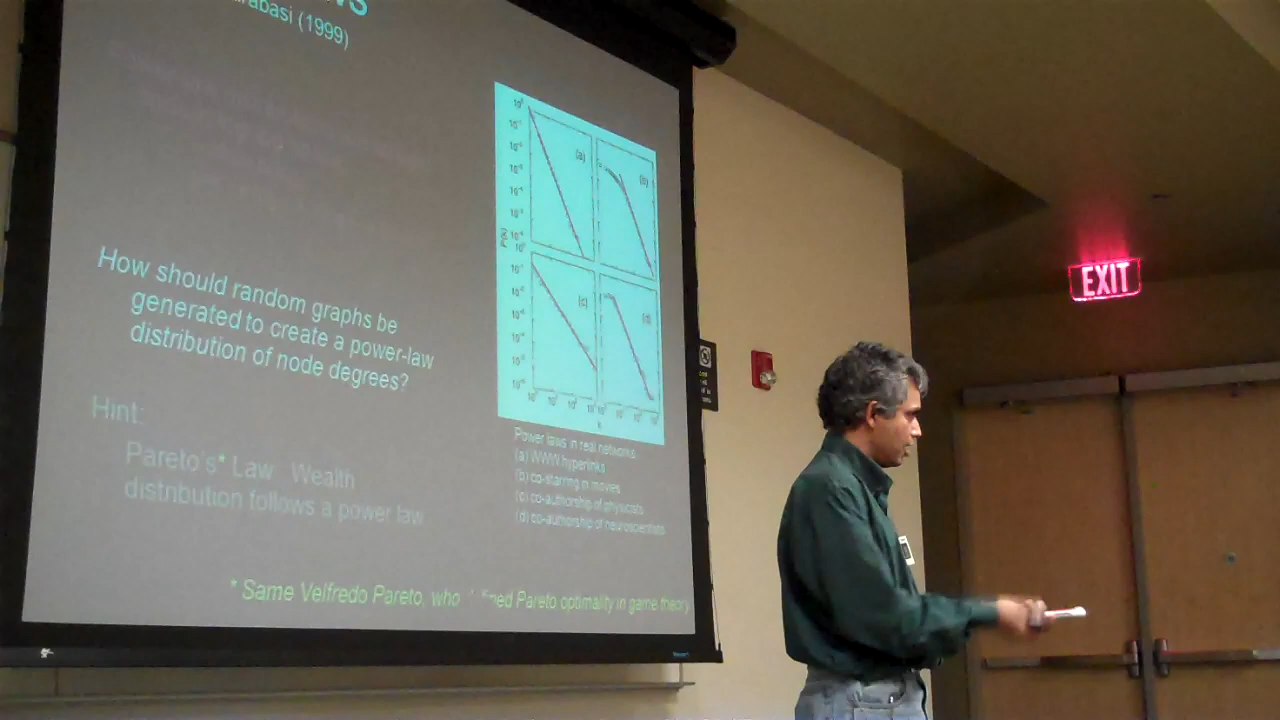 (1999)
How should random graphs be
generated to create a power-law
distribution of node degrees?
Hint:
Pareto's* Law Wealth
distribution follows a power law
* Same Velfredo Pareto, who Pareto optimality in game theory
(a)
(b)
(c)
(d)
P(k)
Power laws in real networks
(a) WWW hyperlinks
(b) co-starring in movies
(c) co-authorship of physicists
(d) co-authorship of neuroscientists
EXIT